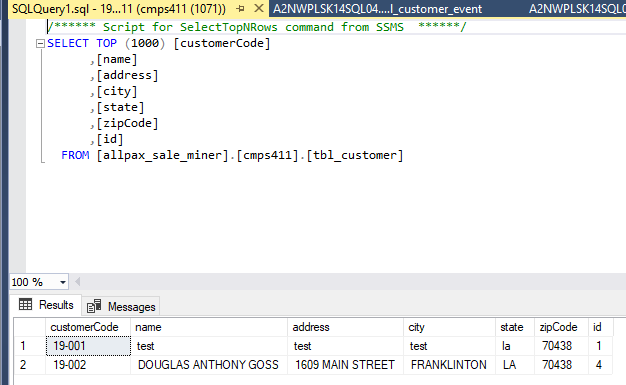 SQLQuery1.sql - 19...11 (cmps411 (1071)) A2NWPLSK14SQL04....l_customer_event A2NWPLSK14SQL0
/****** Script for SelectTopNRows command from SSMS ******/
SELECT TOP (1000) [customerCode]
,[name]
,[address]
,[city]
,[state]
,[zipCode]
,[id]
FROM [allpax_sale_miner].[cmps411].[tbl_customer]
100 %
Results Messages
customerCode name address city state zipCode id
1 19-001 test test test la 70438 1
2 19-002 DOUGLAS ANTHONY GOSS 1609 MAIN STREET FRANKLINTON LA 70438 4